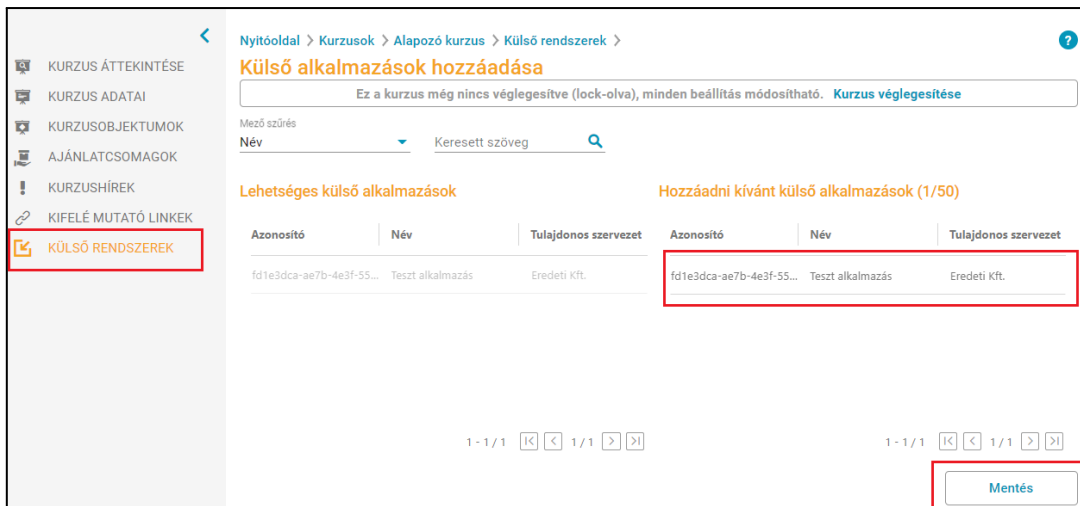 Nyitóoldal > Kurzusok > Alapozó kurzus > Külső rendszerek >
?
KURZUS ÁTTEKINTÉSE
KURZUS ADATAI
KURZUSOBJEKTUMOK
AJÁNLATCSOMAGOK
KURZUSHÍREK
KIFELÉ MUTATÓ LINKEK
KÜLSŐ RENDSZEREK
Külső alkalmazások hozzáadása
Ez a kurzus még nincs véglegesítve (lock-olva), minden beállítás módosítható. Kurzus véglegesítése
Mező szűrés
Név Keresett szöveg
Lehetséges külső alkalmazások
Azonosító Név Tulajdonos szervezet
fd1e3dca-ae7b-4e3f-55... Teszt alkalmazás Eredeti Kft.
1 - 1 / 1 1 / 1
Hozzáadni kívánt külső alkalmazások (1/50)
Azonosító Név Tulajdonos szervezet
fd1e3dca-ae7b-4e3f-55... Teszt alkalmazás Eredeti Kft.
1 - 1 / 1 1 / 1
Mentés